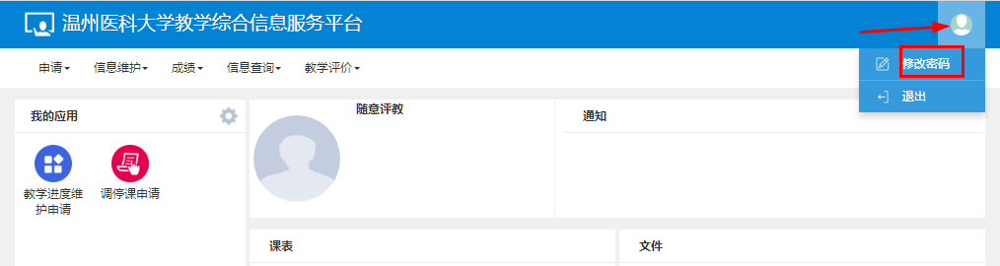 温州医科大学教学综合信息服务平台
申请
信息维护
成绩
信息查询
教学评价
修改密码
退出
我的应用
教学进度维
护申请
调停课申请
随意评教
通知
课表
文件